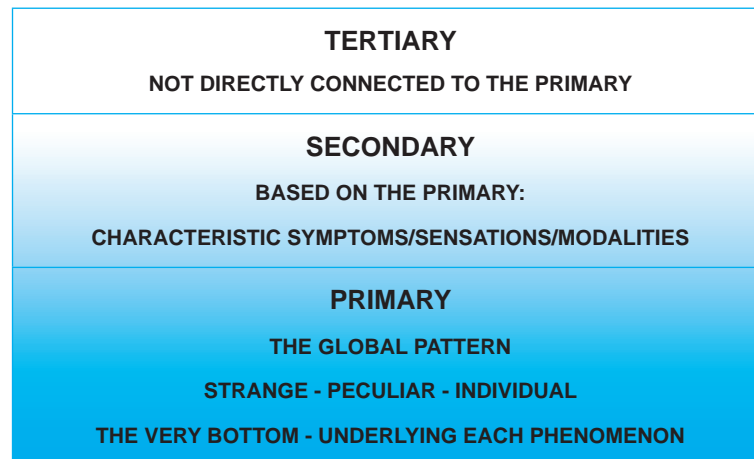 TERTIARY
NOT DIRECTLY CONNECTED TO THE PRIMARY
SECONDARY
BASED ON THE PRIMARY:
CHARACTERISTIC SYMPTOMS/SENSATIONS/MODALITIES
PRIMARY
THE GLOBAL PATTERN
STRANGE - PECULIAR - INDIVIDUAL
THE VERY BOTTOM - UNDERLYING EACH PHENOMENON